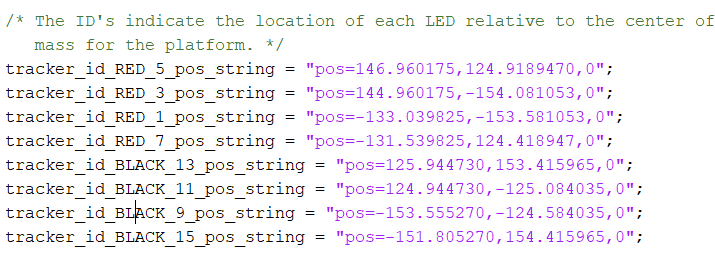 /* The ID's indicate the location of each LED relative to the center of
mass for the platform. */
tracker_id_RED_5_pos_string = "pos=146.960175,124.9189470,0";
tracker_id_RED_3_pos_string = "pos=144.960175,-154.081053,0";
tracker_id_RED_1_pos_string = "pos=-133.039825,-153.581053,0";
tracker_id_RED_7_pos_string = "pos=-131.539825,124.418947,0";
tracker_id_BLACK_13_pos_string = "pos=125.944730,153.415965,0";
tracker_id_BLACK_11_pos_string = "pos=124.944730,-125.084035,0";
tracker_id_BLACK_9_pos_string = "pos=-153.555270,-124.584035,0";
tracker_id_BLACK_15_pos_string = "pos=-151.805270,154.415965,0";